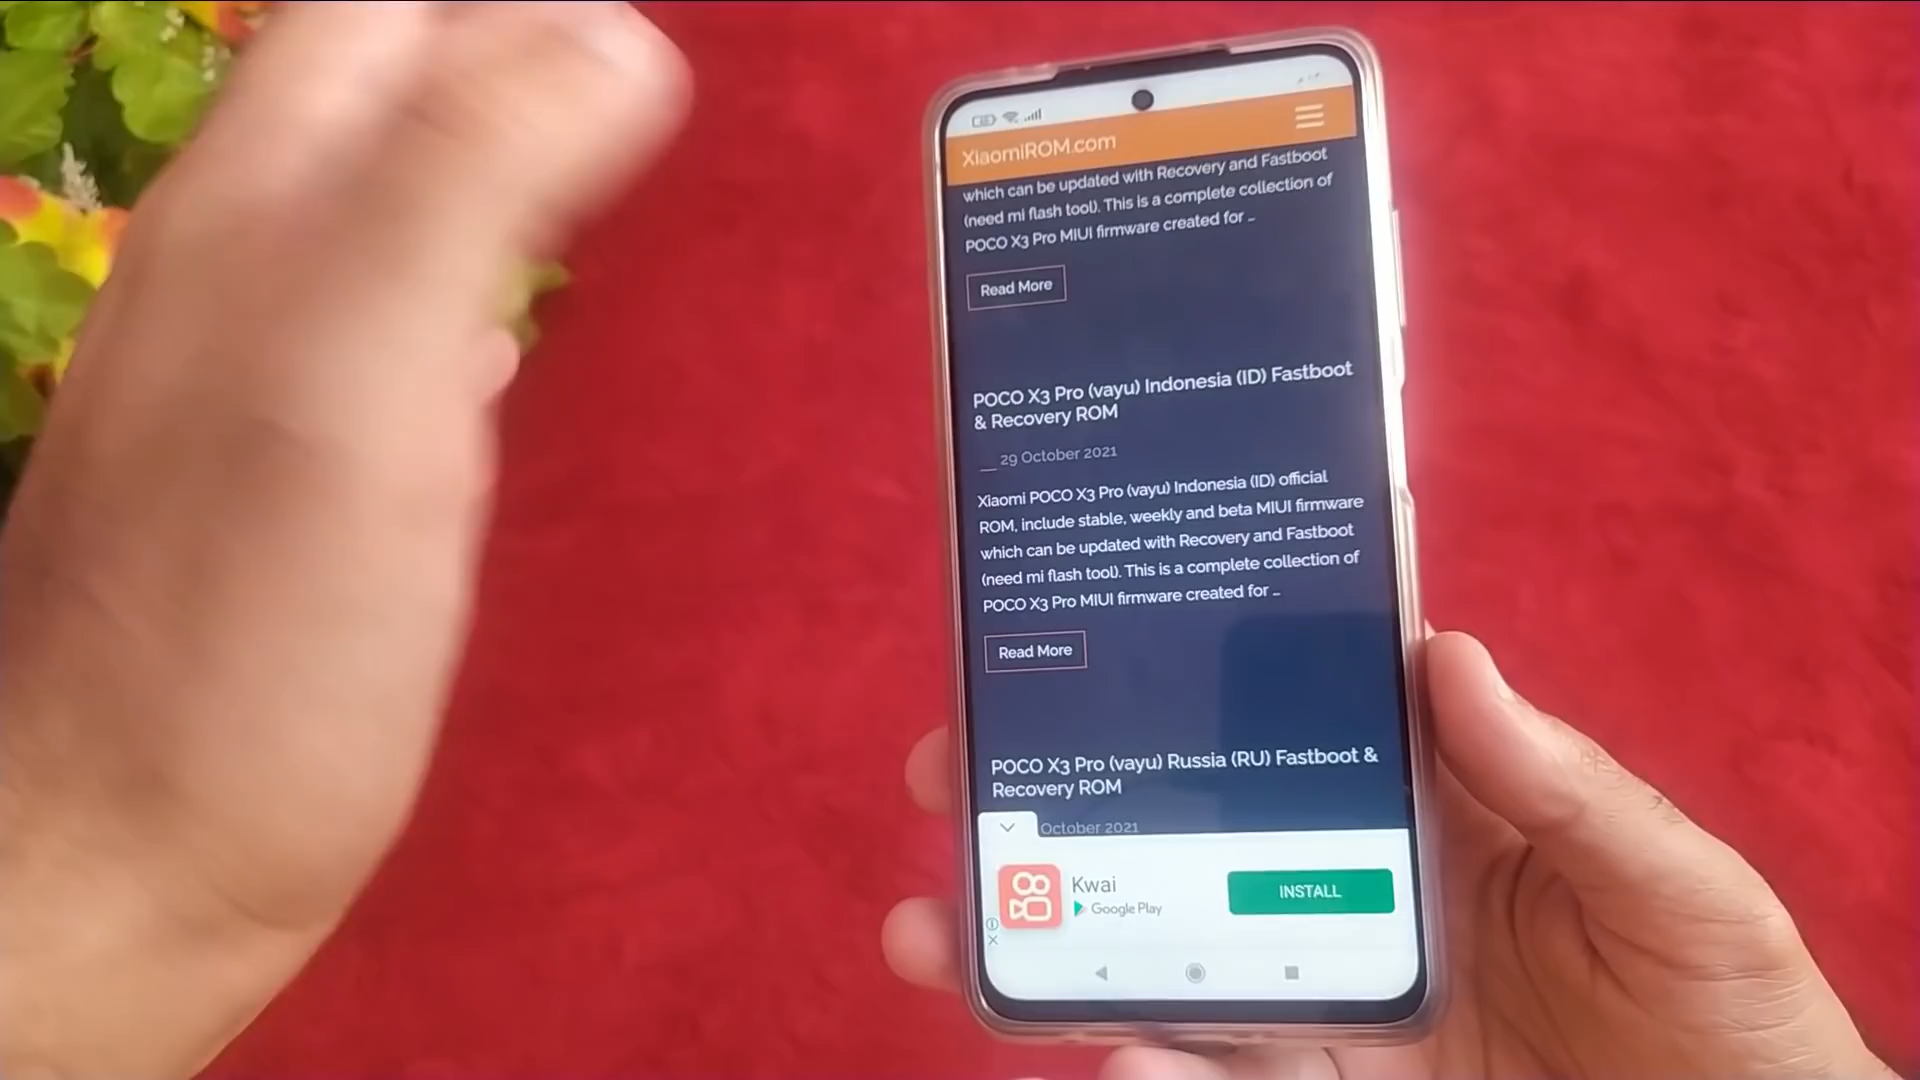 XiaomiROM.com
which can be updated with Recovery and Fastboot
(need mi flash tool). This is a complete collection of
POCO X3 Pro MIUI firmware created for ...
Read More
POCO X3 Pro (vayu) Indonesia (ID) Fastboot
& Recovery ROM
29 October 2021
Xiaomi POCO X3 Pro (vayu) Indonesia (ID) official
ROM, include stable, weekly and beta MIUI firmware
which can be updated with Recovery and Fastboot
(need mi flash tool). This is a complete collection of
POCO X3 Pro MIUI firmware created for ...
Read More
POCO X3 Pro (vayu) Russia (RU) Fastboot &
Recovery ROM
October 2021
Kwai
Google Play
INSTALL